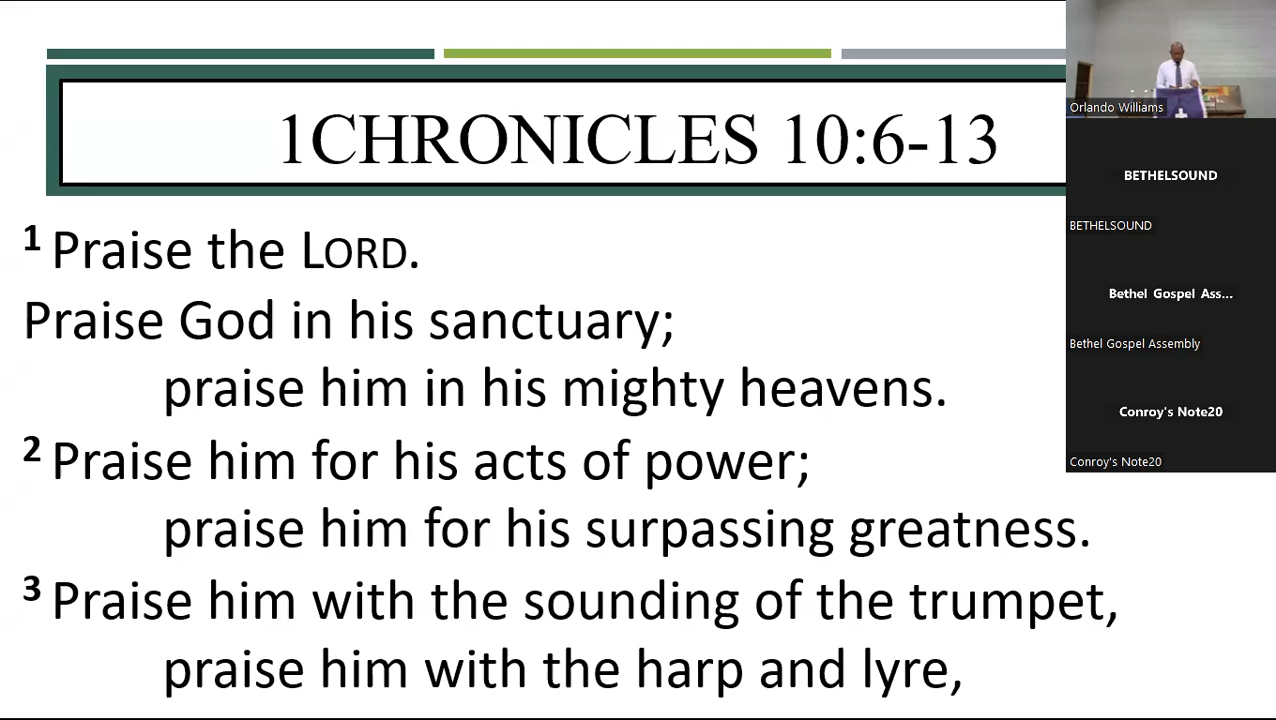 1CHRONICLES 10:6-13
1 Praise the LORD.
Praise God in his sanctuary;
praise him in his mighty heavens.
2 Praise him for his acts of power;
praise him for his surpassing greatness.
3 Praise him with the sounding of the trumpet,
praise him with the harp and lyre,
Orlando Williams
BETHELSOUND
BETHELSOUND
Bethel Gospel Ass...
Bethel Gospel Assembly
Conroy's Note20
Conroy's Note20